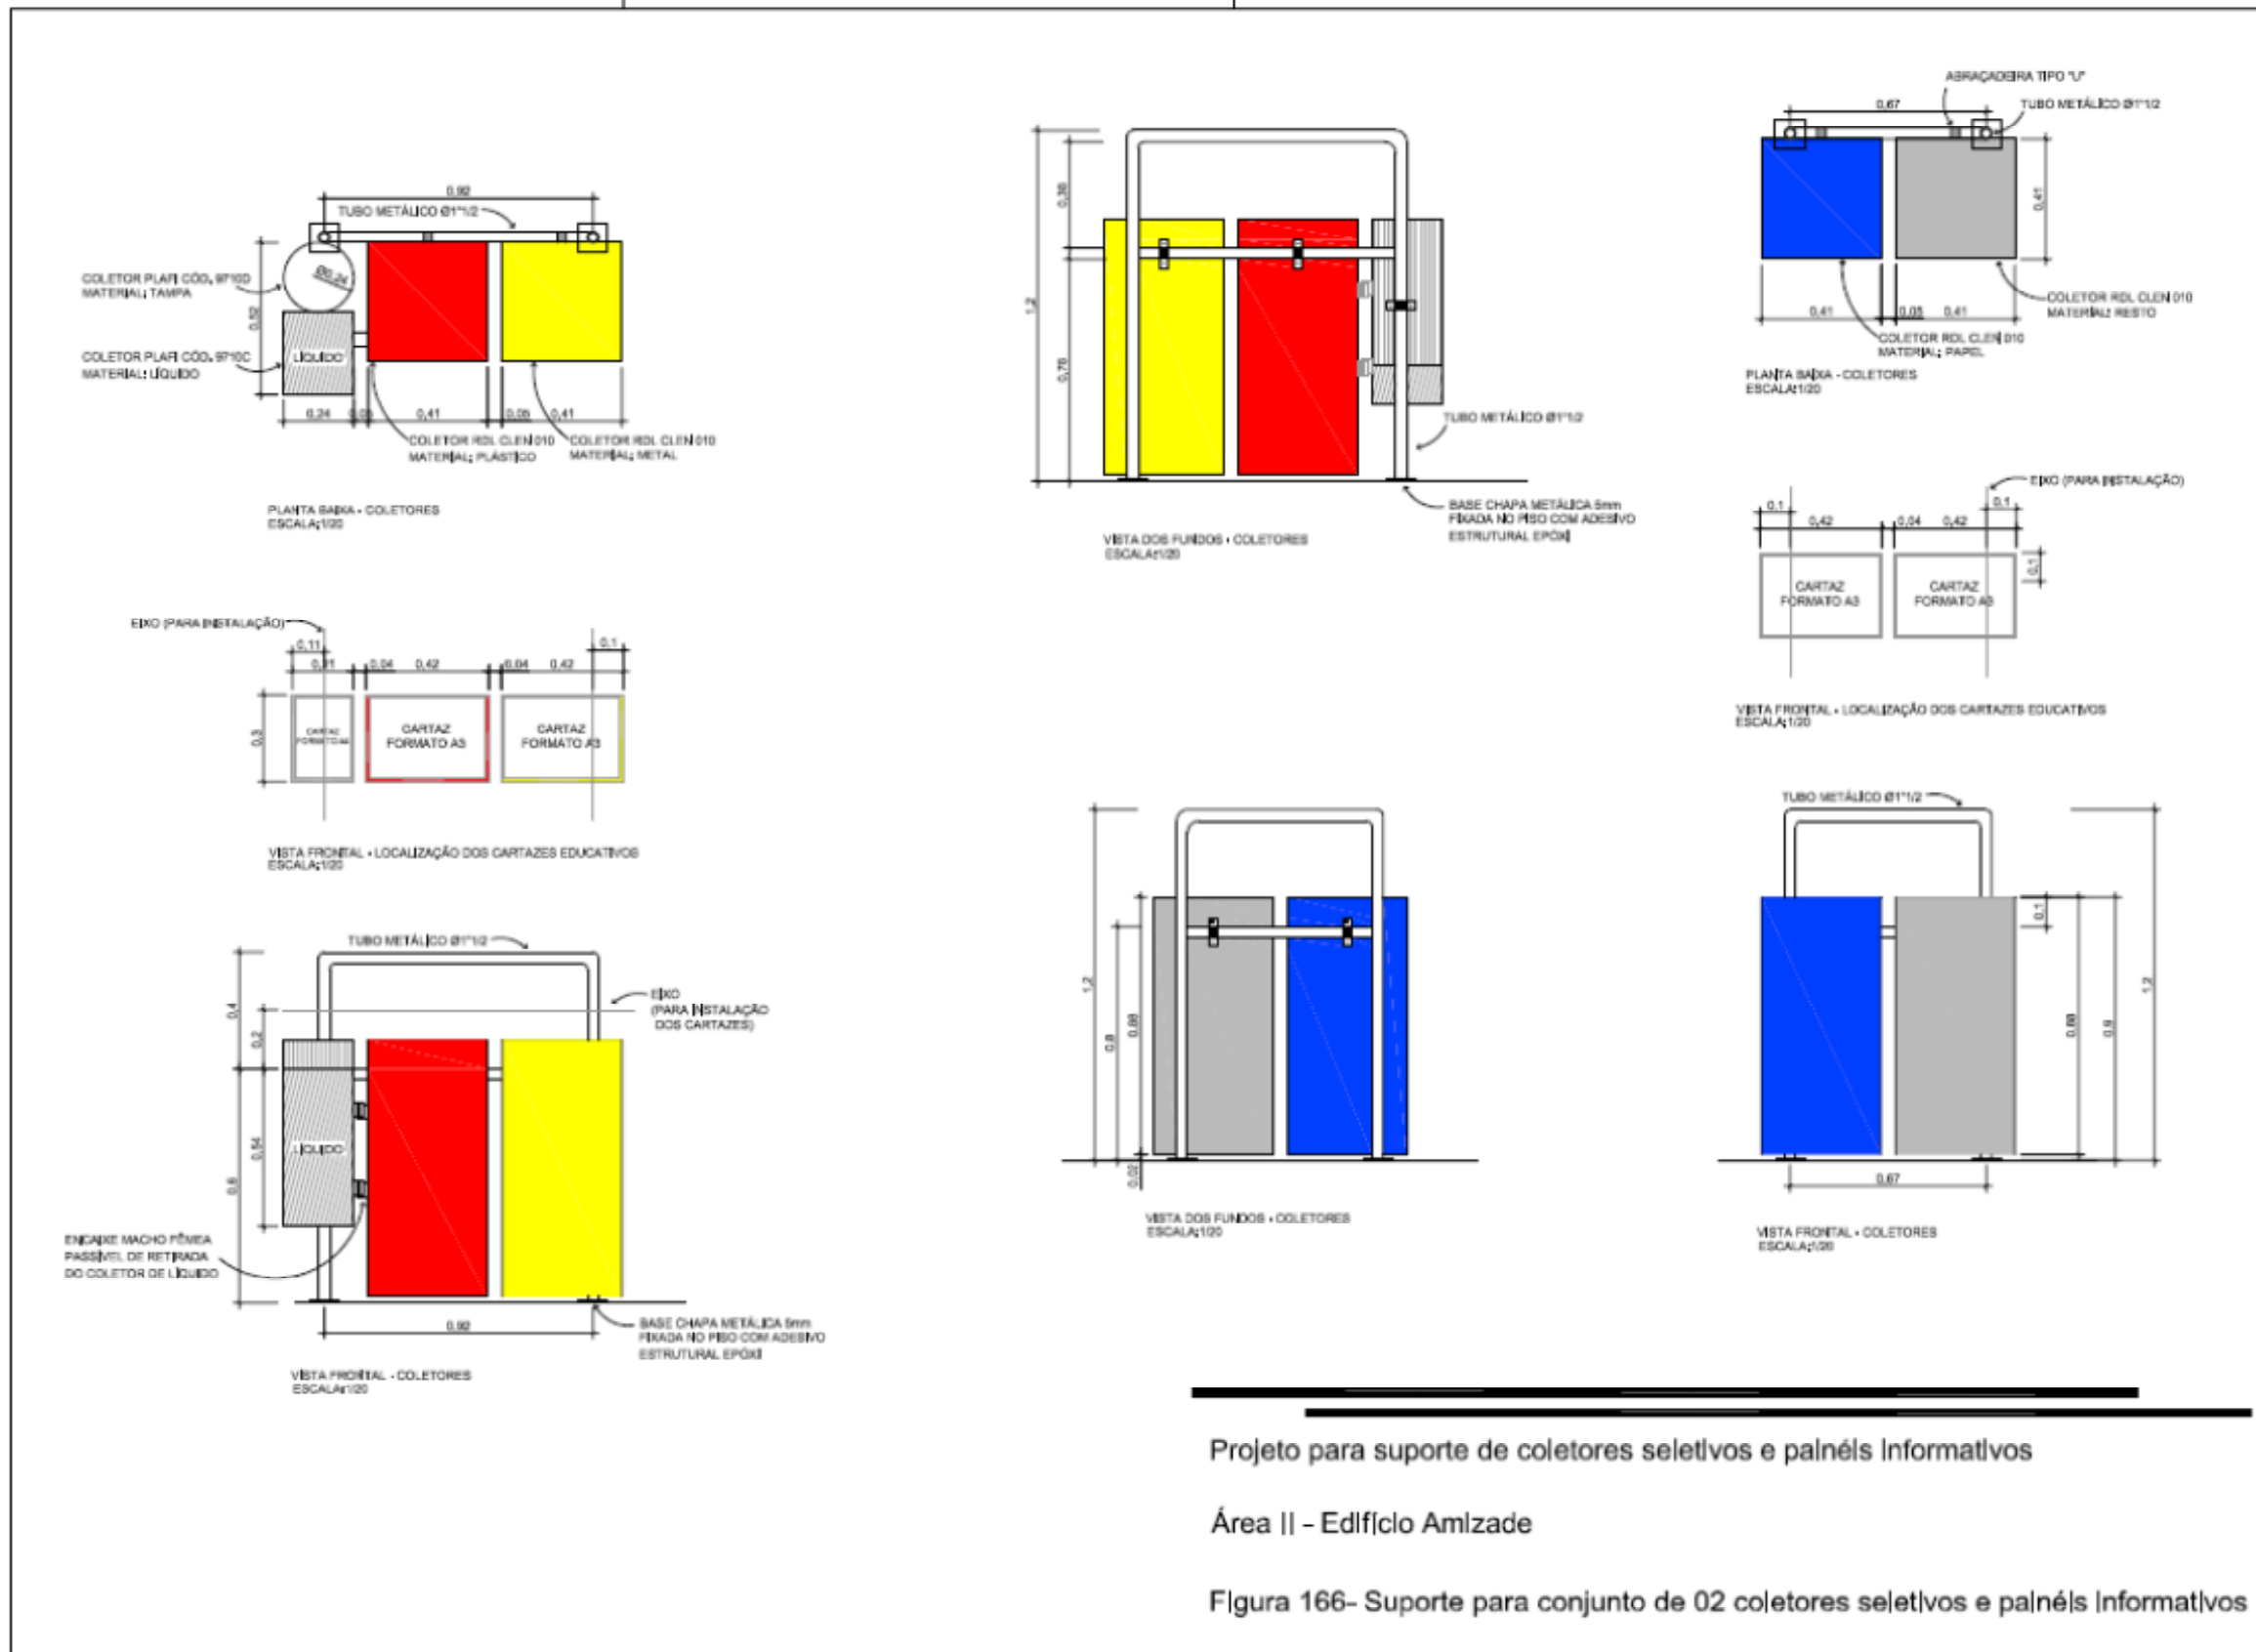 0,92
TUBO METÁLICO Ø1"1/2
COLETOR PLAFI CÓD. 9710D
MATERIAL: TAMPA
Ø0,24
0,52
COLETOR PLAFI CÓD. 9710C
MATERIAL: LÍQUIDO
LÍQUIDO
0,24 0,05 0,41 0,05 0,41
COLETOR RDL CLEN 010
MATERIAL: PLÁSTICO
COLETOR RDL CLEN 010
MATERIAL: METAL
PLANTA BAIXA - COLETORES
ESCALA:1/20
EIXO (PARA INSTALAÇÃO)
0,11 0,1
0,21 0,04 0,42 0,04 0,42
0,3
CARTAZ
FORMATO A4
CARTAZ
FORMATO A3
CARTAZ
FORMATO A3
VISTA FRONTAL - LOCALIZAÇÃO DOS CARTAZES EDUCATIVOS
ESCALA:1/20
TUBO METÁLICO Ø1"1/2
EIXO
(PARA INSTALAÇÃO
DOS CARTAZES)
0,4
0,2
LÍQUIDO
0,54
0,8
ENCAIXE MACHO FÊMEA
PASSÍVEL DE RETIRADA
DO COLETOR DE LÍQUIDO
0,92
BASE CHAPA METÁLICA 5mm
FIXADA NO PISO COM ADESIVO
ESTRUTURAL EPÓXI
VISTA FRONTAL - COLETORES
ESCALA:1/20
1,2
0,36
0,76
TUBO METÁLICO Ø1"1/2
BASE CHAPA METÁLICA 5mm
FIXADA NO PISO COM ADESIVO
ESTRUTURAL EPÓXI
VISTA DOS FUNDOS - COLETORES
ESCALA:1/20
1,2
0,8
0,88
0,02
VISTA DOS FUNDOS - COLETORES
ESCALA:1/20
ABRAÇADEIRA TIPO "U"
0,67
TUBO METÁLICO Ø1"1/2
0,41
0,41 0,05 0,41
COLETOR RDL CLEN 010
MATERIAL: RESTO
COLETOR RDL CLEN 010
MATERIAL: PAPEL
PLANTA BAIXA - COLETORES
ESCALA:1/20
EIXO (PARA INSTALAÇÃO)
0,1 0,1
0,42 0,04 0,42
0,1
CARTAZ
FORMATO A3
CARTAZ
FORMATO A3
VISTA FRONTAL - LOCALIZAÇÃO DOS CARTAZES EDUCATIVOS
ESCALA:1/20
TUBO METÁLICO Ø1"1/2
0,1
0,88
0,9
1,2
0,67
VISTA FRONTAL - COLETORES
ESCALA:1/20
Projeto para suporte de coletores seletivos e painéis informativos
Área II - Edifício Amizade
Figura 166- Suporte para conjunto de 02 coletores seletivos e painéis informativos